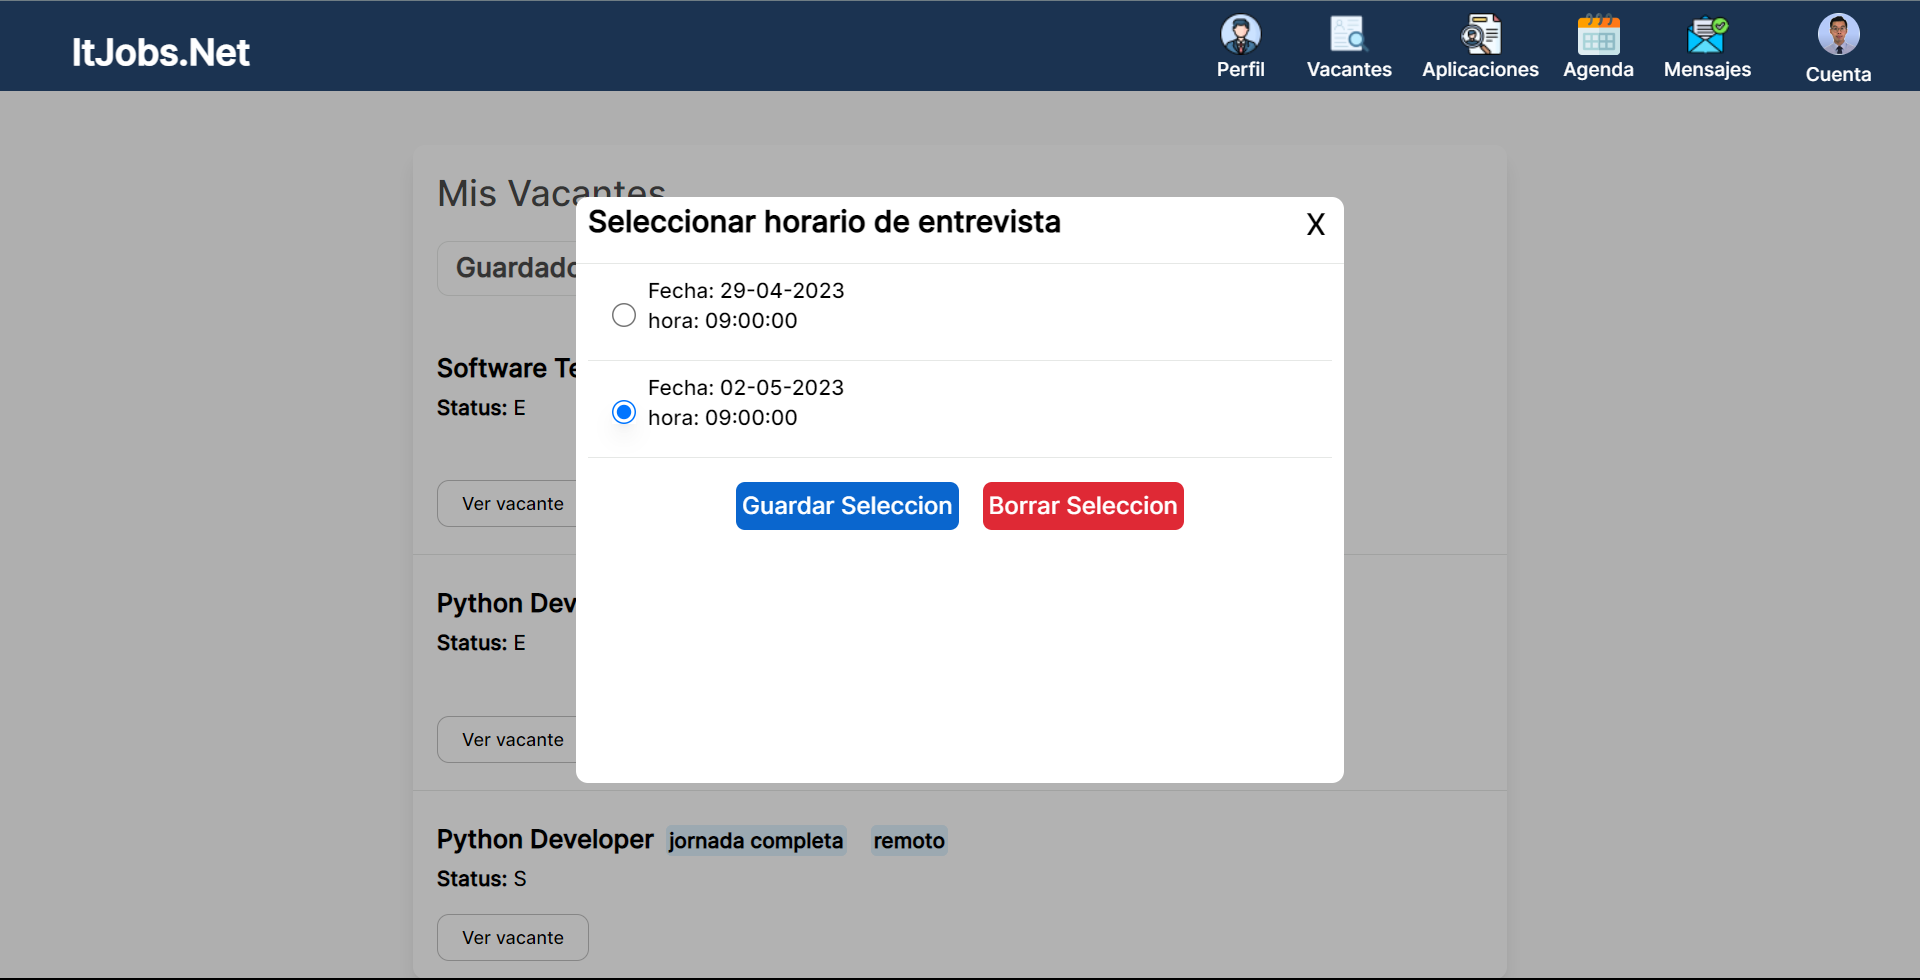 ItJobs.Net
Perfil
Vacantes
Aplicaciones
Agenda
Mensajes
Cuenta
Mis Vacantes
Guardado
Seleccionar horario de entrevista
X
Fecha: 29-04-2023
hora: 09:00:00
Fecha: 02-05-2023
hora: 09:00:00
Guardar Seleccion
Borrar Seleccion
Software Te
Status: E
Ver vacante
Python Dev
Status: E
Ver vacante
Python Developer jornada completa remoto
Status: S
Ver vacante